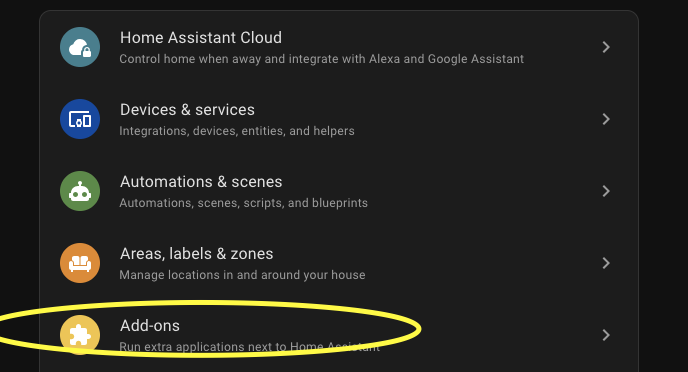 Home Assistant Cloud
Control home when away and integrate with Alexa and Google Assistant
Devices & services
Integrations, devices, entities, and helpers
Automations & scenes
Automations, scenes, scripts, and blueprints
Areas, labels & zones
Manage locations in and around your house
Add-ons
Run extra applications next to Home Assistant